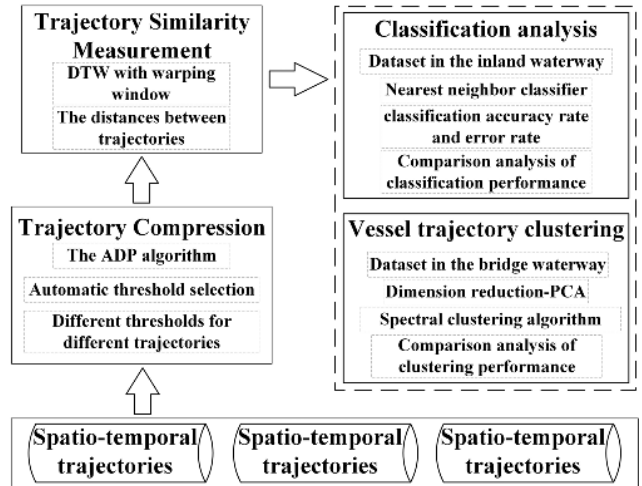 Trajectory Similarity
Measurement
DTW with warping
window
The distances between
trajectories
Trajectory Compression
The ADP algorithm
Automatic threshold selection
Different thresholds for
different trajectories
Classification analysis
Dataset in the inland waterway
Nearest neighbor classifier
classification accuracy rate
and error rate
Comparison analysis of
classification performance
Vessel trajectory clustering
Dataset in the bridge waterway
Dimension reduction-PCA
Spectral clustering algorithm
Comparison analysis of
clustering performance
Spatio-temporal
trajectories
Spatio-temporal
trajectories
Spatio-temporal
trajectories